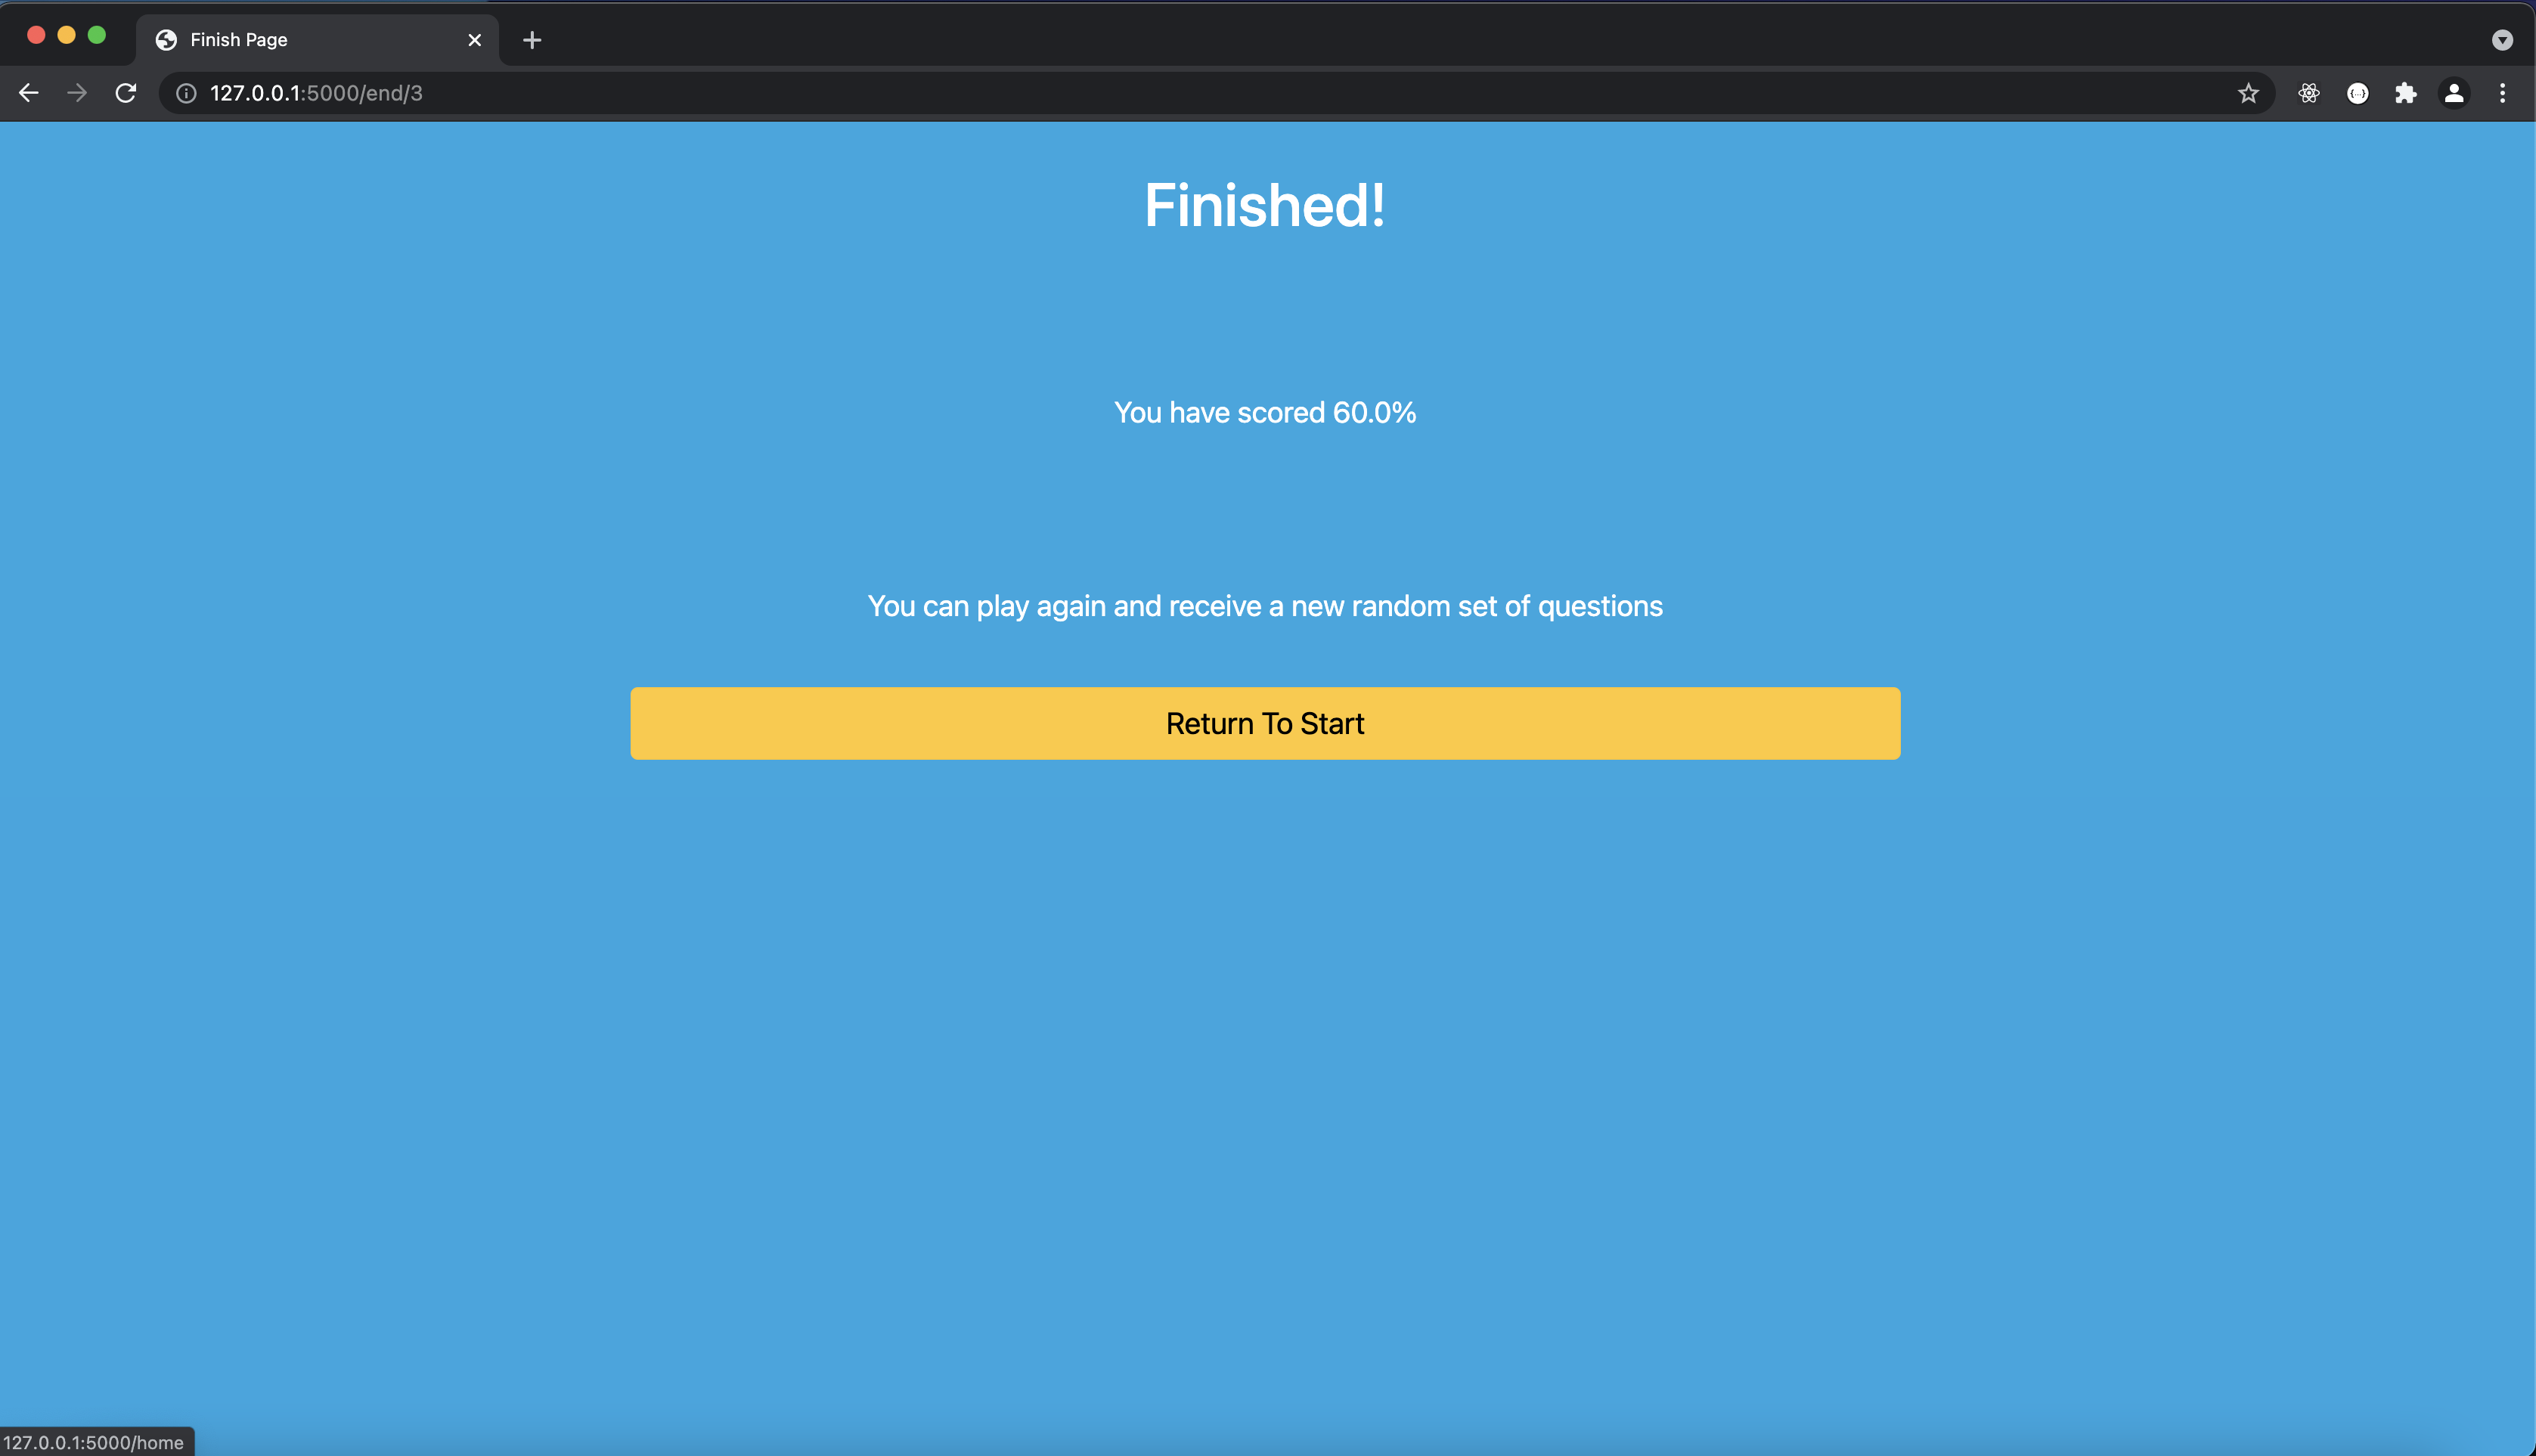 Finish Page
127.0.0.1:5000/end/3
Finished!
You have scored 60.0%
You can play again and receive a new random set of questions
Return To Start
127.0.0.1:5000/home